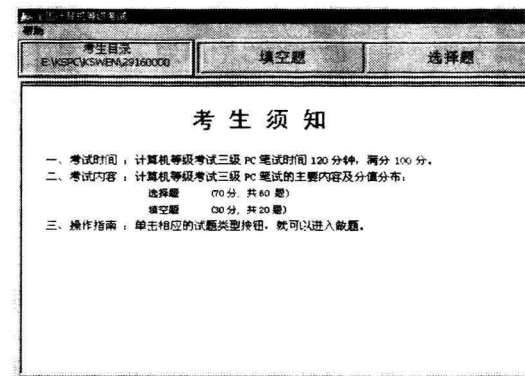 帮助
考生目录
E:\KSPC\KSWEN\29160000
填空题
选择题
考生须知
一、考试时间：计算机等级考试三级 PC 笔试时间 120 分钟，满分 100 分。
二、考试内容：计算机等级考试三级 PC 笔试的主要内容及分值分布：
选择题 (70 分，共 60 题)
填空题 (30 分，共 20 题)
三、操作指南：单击相应的试题类型按钮，就可以进入做题。